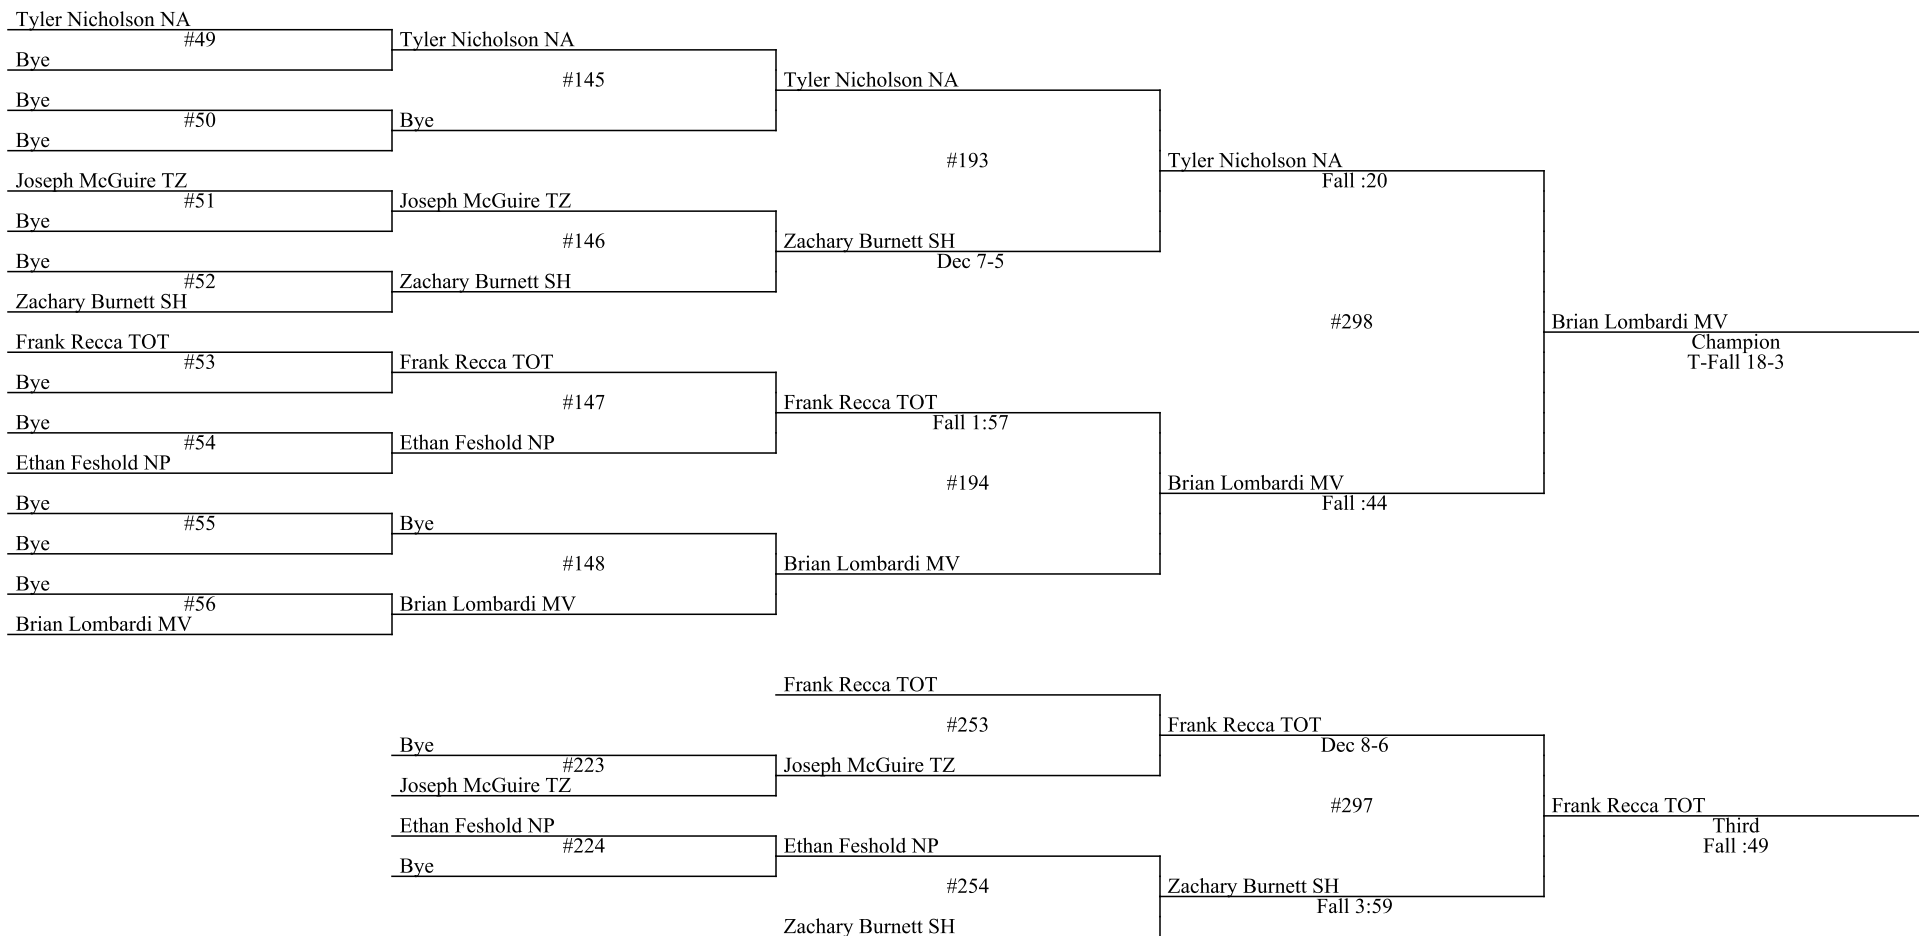 Tyler Nicholson NA
#49
Bye
Tyler Nicholson NA
#145
Bye
#50
Bye
Bye
Tyler Nicholson NA
#193
Joseph McGuire TZ
#51
Bye
Joseph McGuire TZ
#146
Bye
#52
Zachary Burnett SH
Zachary Burnett SH
Zachary Burnett SH
Dec 7-5
Tyler Nicholson NA
Fall :20
#298
Frank Recca TOT
#53
Bye
Frank Recca TOT
#147
Bye
#54
Ethan Feshold NP
Ethan Feshold NP
Frank Recca TOT
Fall 1:57
#194
Bye
#55
Bye
Bye
#148
Bye
#56
Brian Lombardi MV
Brian Lombardi MV
Brian Lombardi MV
Brian Lombardi MV
Fall :44
Brian Lombardi MV
Champion
T-Fall 18-3
Frank Recca TOT
#253
Bye
#223
Joseph McGuire TZ
Joseph McGuire TZ
Frank Recca TOT
Dec 8-6
#297
Ethan Feshold NP
#224
Bye
Ethan Feshold NP
#254
Zachary Burnett SH
Zachary Burnett SH
Fall 3:59
Frank Recca TOT
Third
Fall :49